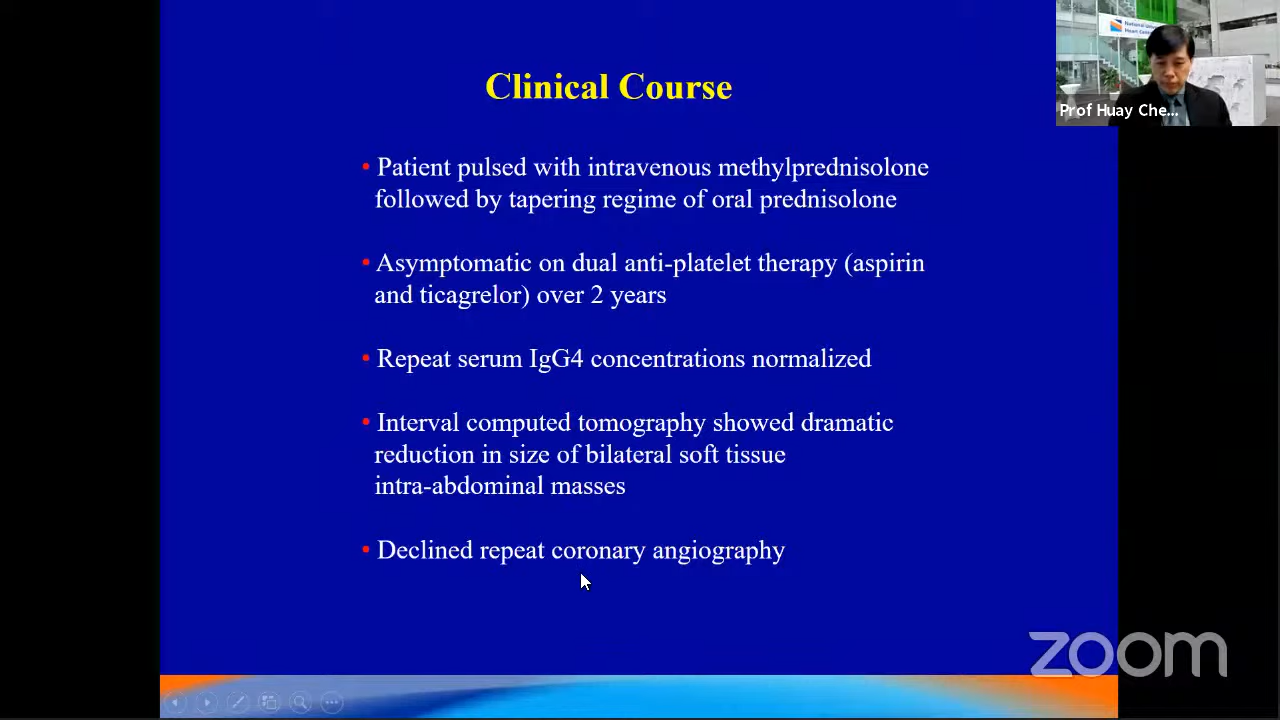 Clinical Course
• Patient pulsed with intravenous methylprednisolone
followed by tapering regime of oral prednisolone
• Asymptomatic on dual anti-platelet therapy (aspirin
and ticagrelor) over 2 years
• Repeat serum IgG4 concentrations normalized
• Interval computed tomography showed dramatic
reduction in size of bilateral soft tissue
intra-abdominal masses
• Declined repeat coronary angiography
Prof Huay Che...
zoom